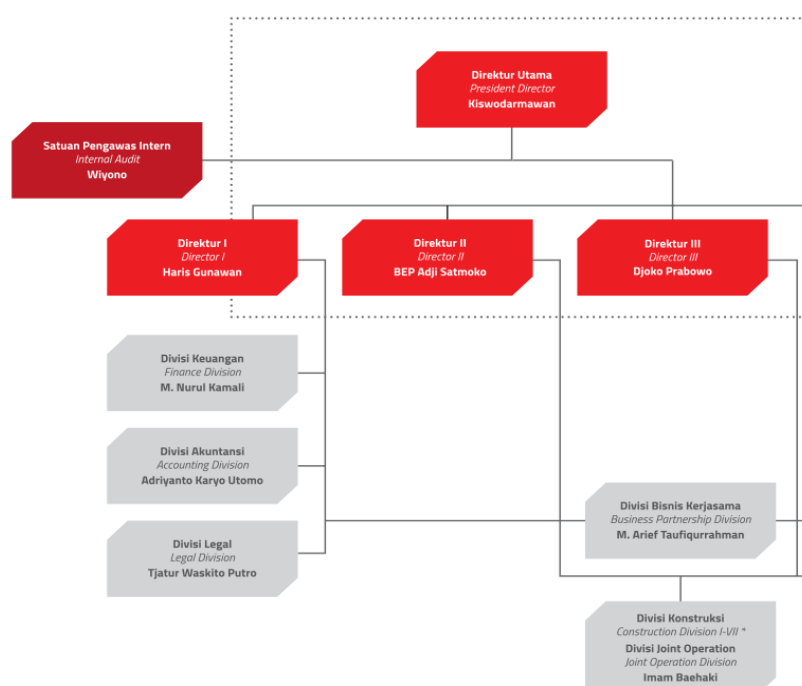 Direktur Utama
President Director
Kiswodarmawan
Satuan Pengawas Intern
Internal Audit
Wiyono
Direktur I
Director I
Haris Gunawan
Direktur II
Director II
BEP Adji Satmoko
Direktur III
Director III
Djoko Prabowo
Divisi Keuangan
Finance Division
M. Nurul Kamali
Divisi Akuntansi
Accounting Division
Adriyanto Karyo Utomo
Divisi Legal
Legal Division
Tjatur Waskito Putro
Divisi Bisnis Kerjasama
Business Partnership Division
M. Arief Taufiqurrahman
Divisi Konstruksi
Construction Division I-VII *
Divisi Joint Operation
Joint Operation Division
Imam Baehaki